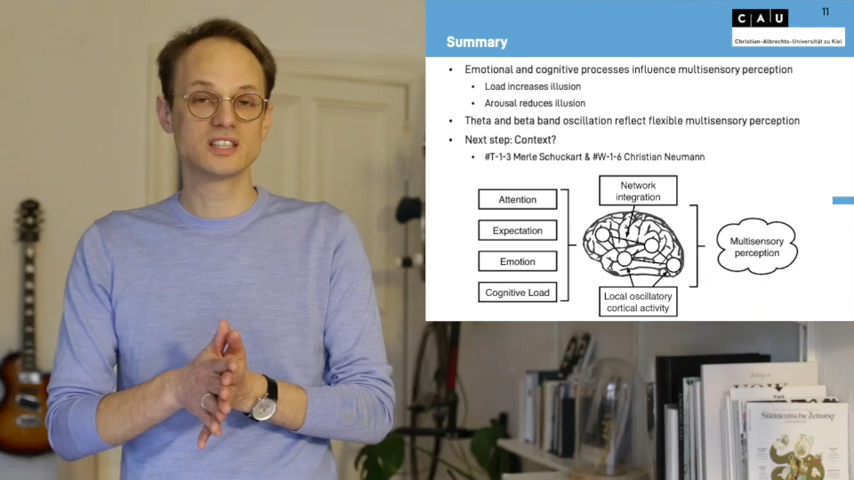 11
CAU
Christian-Albrechts-Universität zu Kiel
Summary
• Emotional and cognitive processes influence multisensory perception
• Load increases illusion
• Arousal reduces illusion
• Theta and beta band oscillation reflect flexible multisensory perception
• Next step: Context?
• #T-1-3 Merle Schuckart & #W-1-6 Christian Neumann
Attention
Expectation
Emotion
Cognitive Load
Network
integration
Local oscillatory
cortical activity
Multisensory
perception
Süddeutsche Zeitung